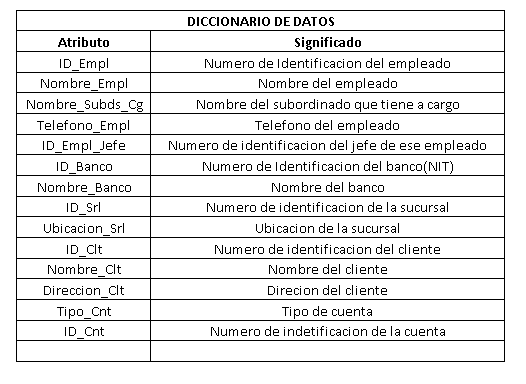 DICCIONARIO DE DATOS
Atributo Significado
ID_Empl Numero de Identificacion del empleado
Nombre_Empl Nombre del empleado
Nombre_Subds_Cg Nombre del subordinado que tiene a cargo
Telefono_Empl Telefono del empleado
ID_Empl_Jefe Numero de identificacion del jefe de ese empleado
ID_Banco Numero de Identificacion del banco(NIT)
Nombre_Banco Nombre del banco
ID_Srl Numero de identificacion de la sucursal
Ubicacion_Srl Ubicacion de la sucursal
ID_Clt Numero de identificacion del cliente
Nombre_Clt Nombre del cliente
Direccion_Clt Direcion del cliente
Tipo_Cnt Tipo de cuenta
ID_Cnt Numero de indetificacion de la cuenta